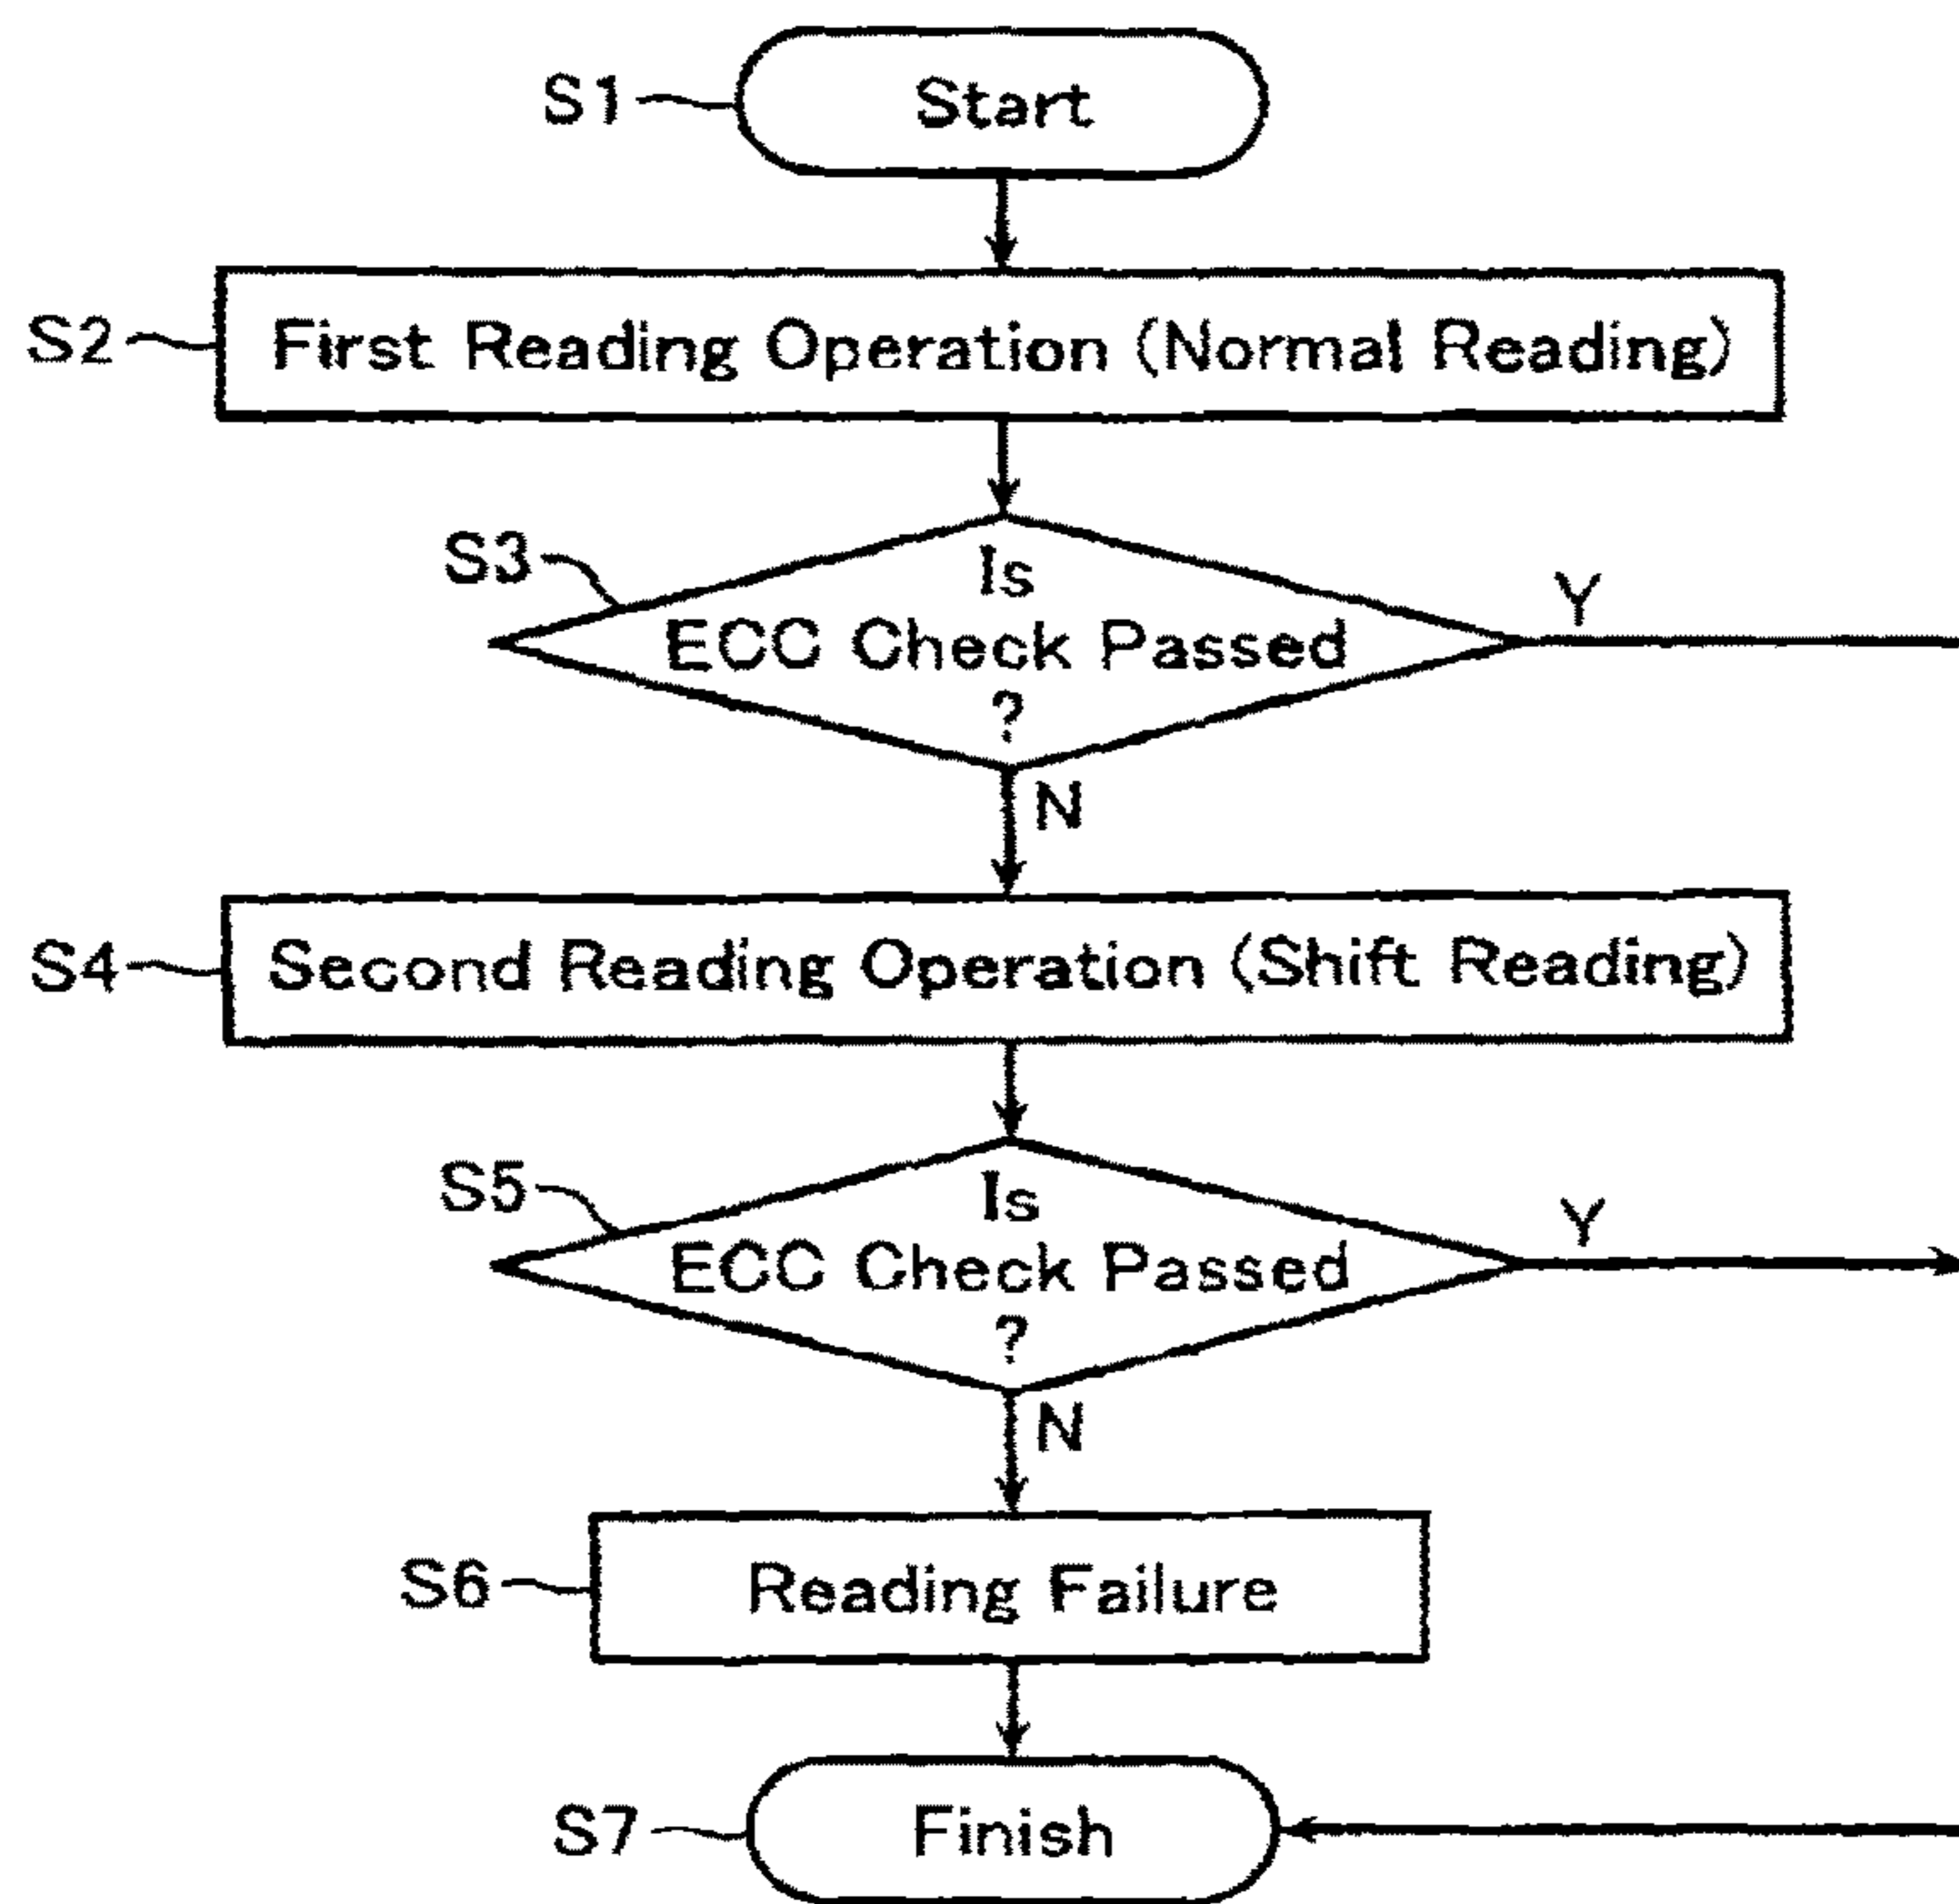 S1 Start
S2 First Reading Operation (Normal Reading)
S3 Is
ECC Check Passed
?
Y
N
S4 Second Reading Operation (Shift Reading)
S5 Is
ECC Check Passed
?
Y
N
S6 Reading Failure
S7 Finish